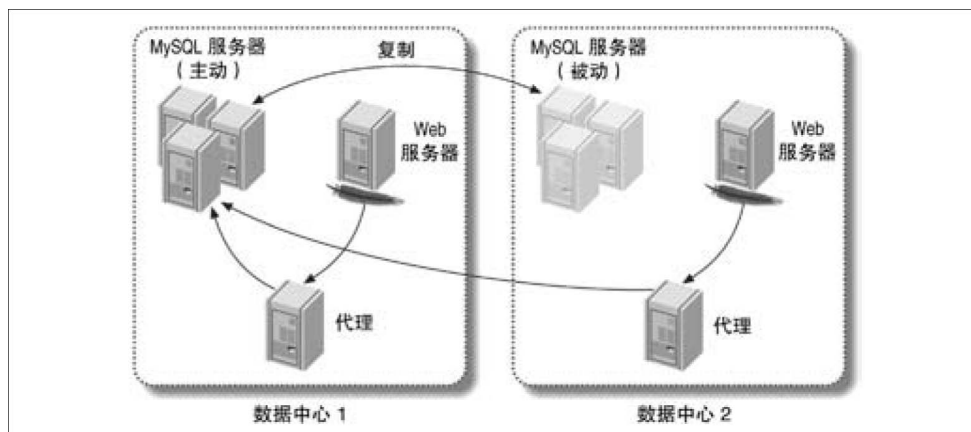 MySQL 服务器
（主动）
复制
Web
服务器
代理
数据中心 1
MySQL 服务器
（被动）
Web
服务器
代理
数据中心 2